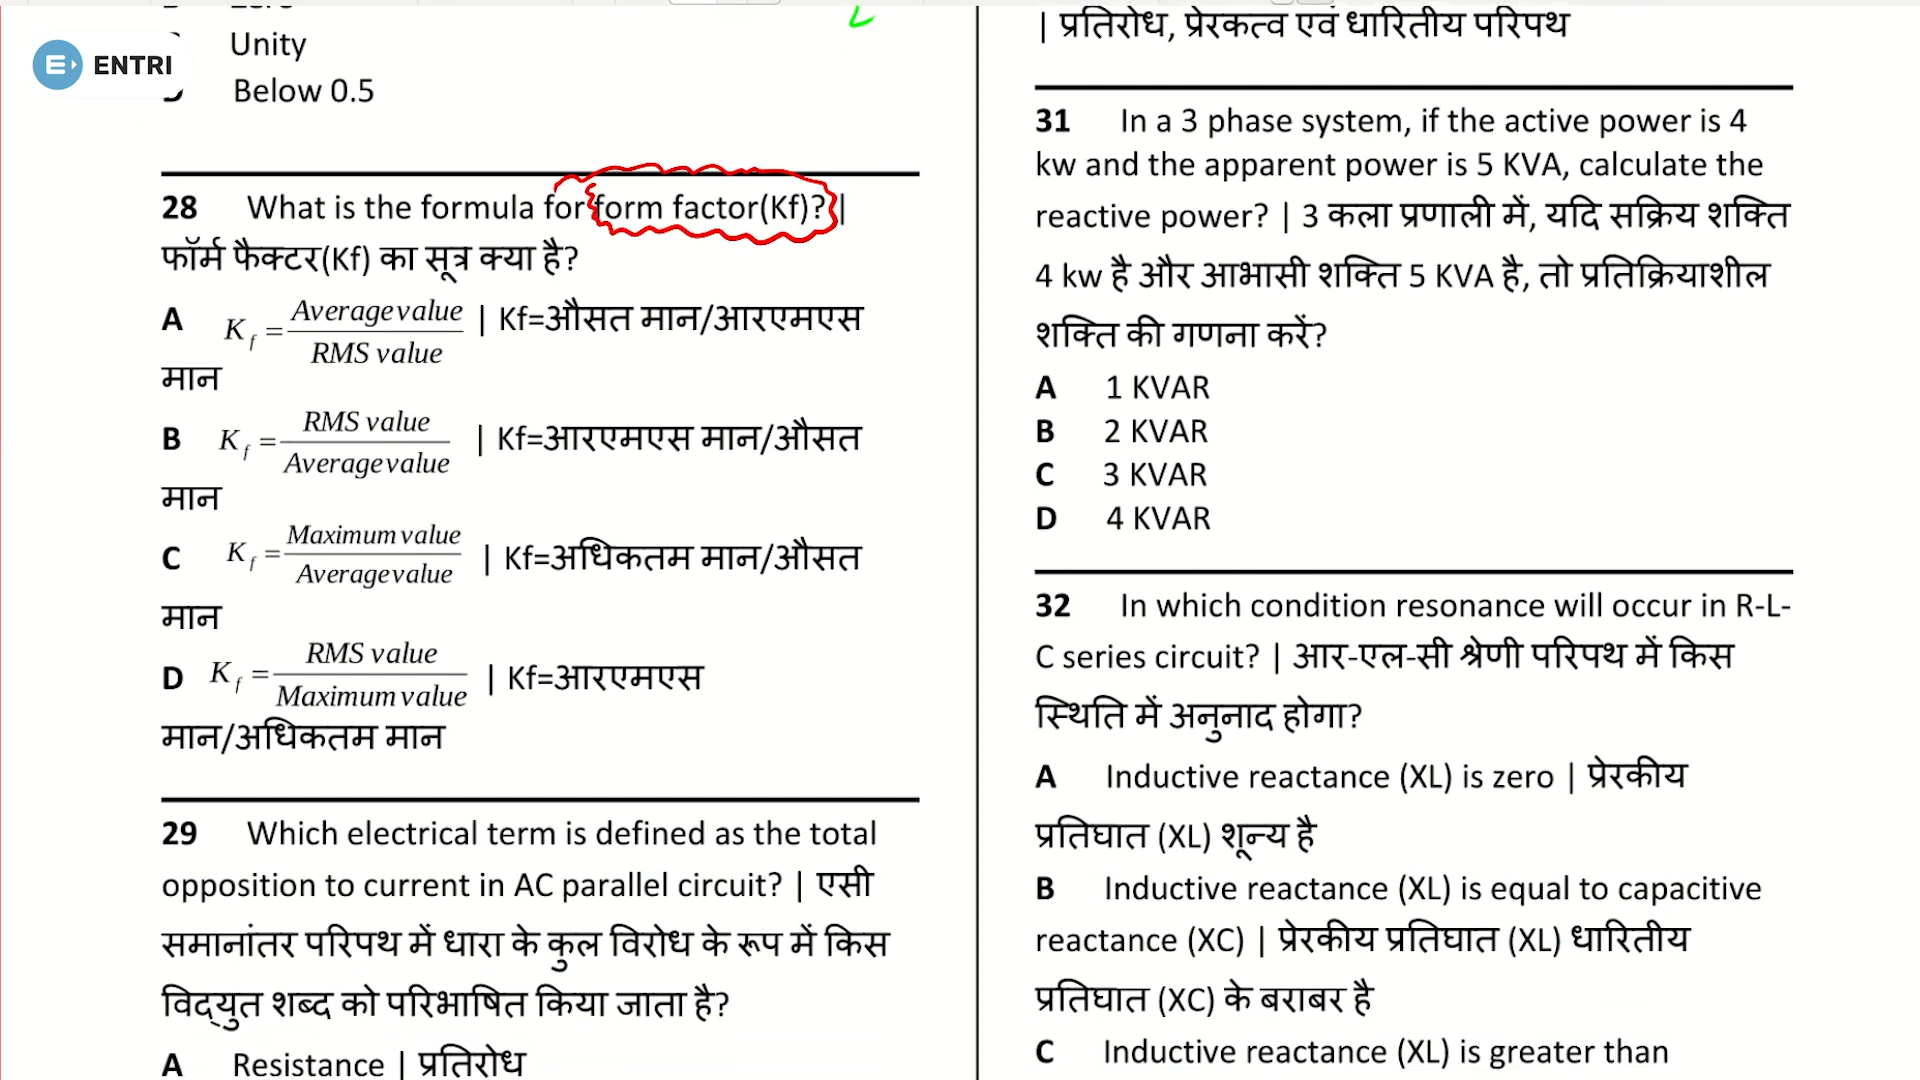 ENTRI
Unity
Below 0.5
28 What is the formula for form factor(Kf)? |
फॉर्म फैक्टर(Kf) का सूत्र क्या है?
A K f = Average value / RMS value | Kf=औसत मान/आरएमएस
मान
B K f = RMS value / Average value | Kf=आरएमएस मान/औसत
मान
C K f = Maximum value / Average value | Kf=अधिकतम मान/औसत
मान
D K f = RMS value / Maximum value | Kf=आरएमएस
मान/अधिकतम मान
29 Which electrical term is defined as the total
opposition to current in AC parallel circuit? | एसी
समानांतर परिपथ में धारा के कुल विरोध के रूप में किस
विद्युत शब्द को परिभाषित किया जाता है?
A Resistance | प्रतिरोध
| प्रतिरोध, प्रेरकत्व एवं धारितीय परिपथ
31 In a 3 phase system, if the active power is 4
kw and the apparent power is 5 KVA, calculate the
reactive power? | 3 कला प्रणाली में, यदि सक्रिय शक्ति
4 kw है और आभासी शक्ति 5 KVA है, तो प्रतिक्रियाशील
शक्ति की गणना करें?
A 1 KVAR
B 2 KVAR
C 3 KVAR
D 4 KVAR
32 In which condition resonance will occur in R-L-
C series circuit? | आर-एल-सी श्रेणी परिपथ में किस
स्थिति में अनुनाद होगा?
A Inductive reactance (XL) is zero | प्रेरकीय
प्रतिघात (XL) शून्य है
B Inductive reactance (XL) is equal to capacitive
reactance (XC) | प्रेरकीय प्रतिघात (XL) धारितीय
प्रतिघात (XC) के बराबर है
C Inductive reactance (XL) is greater than